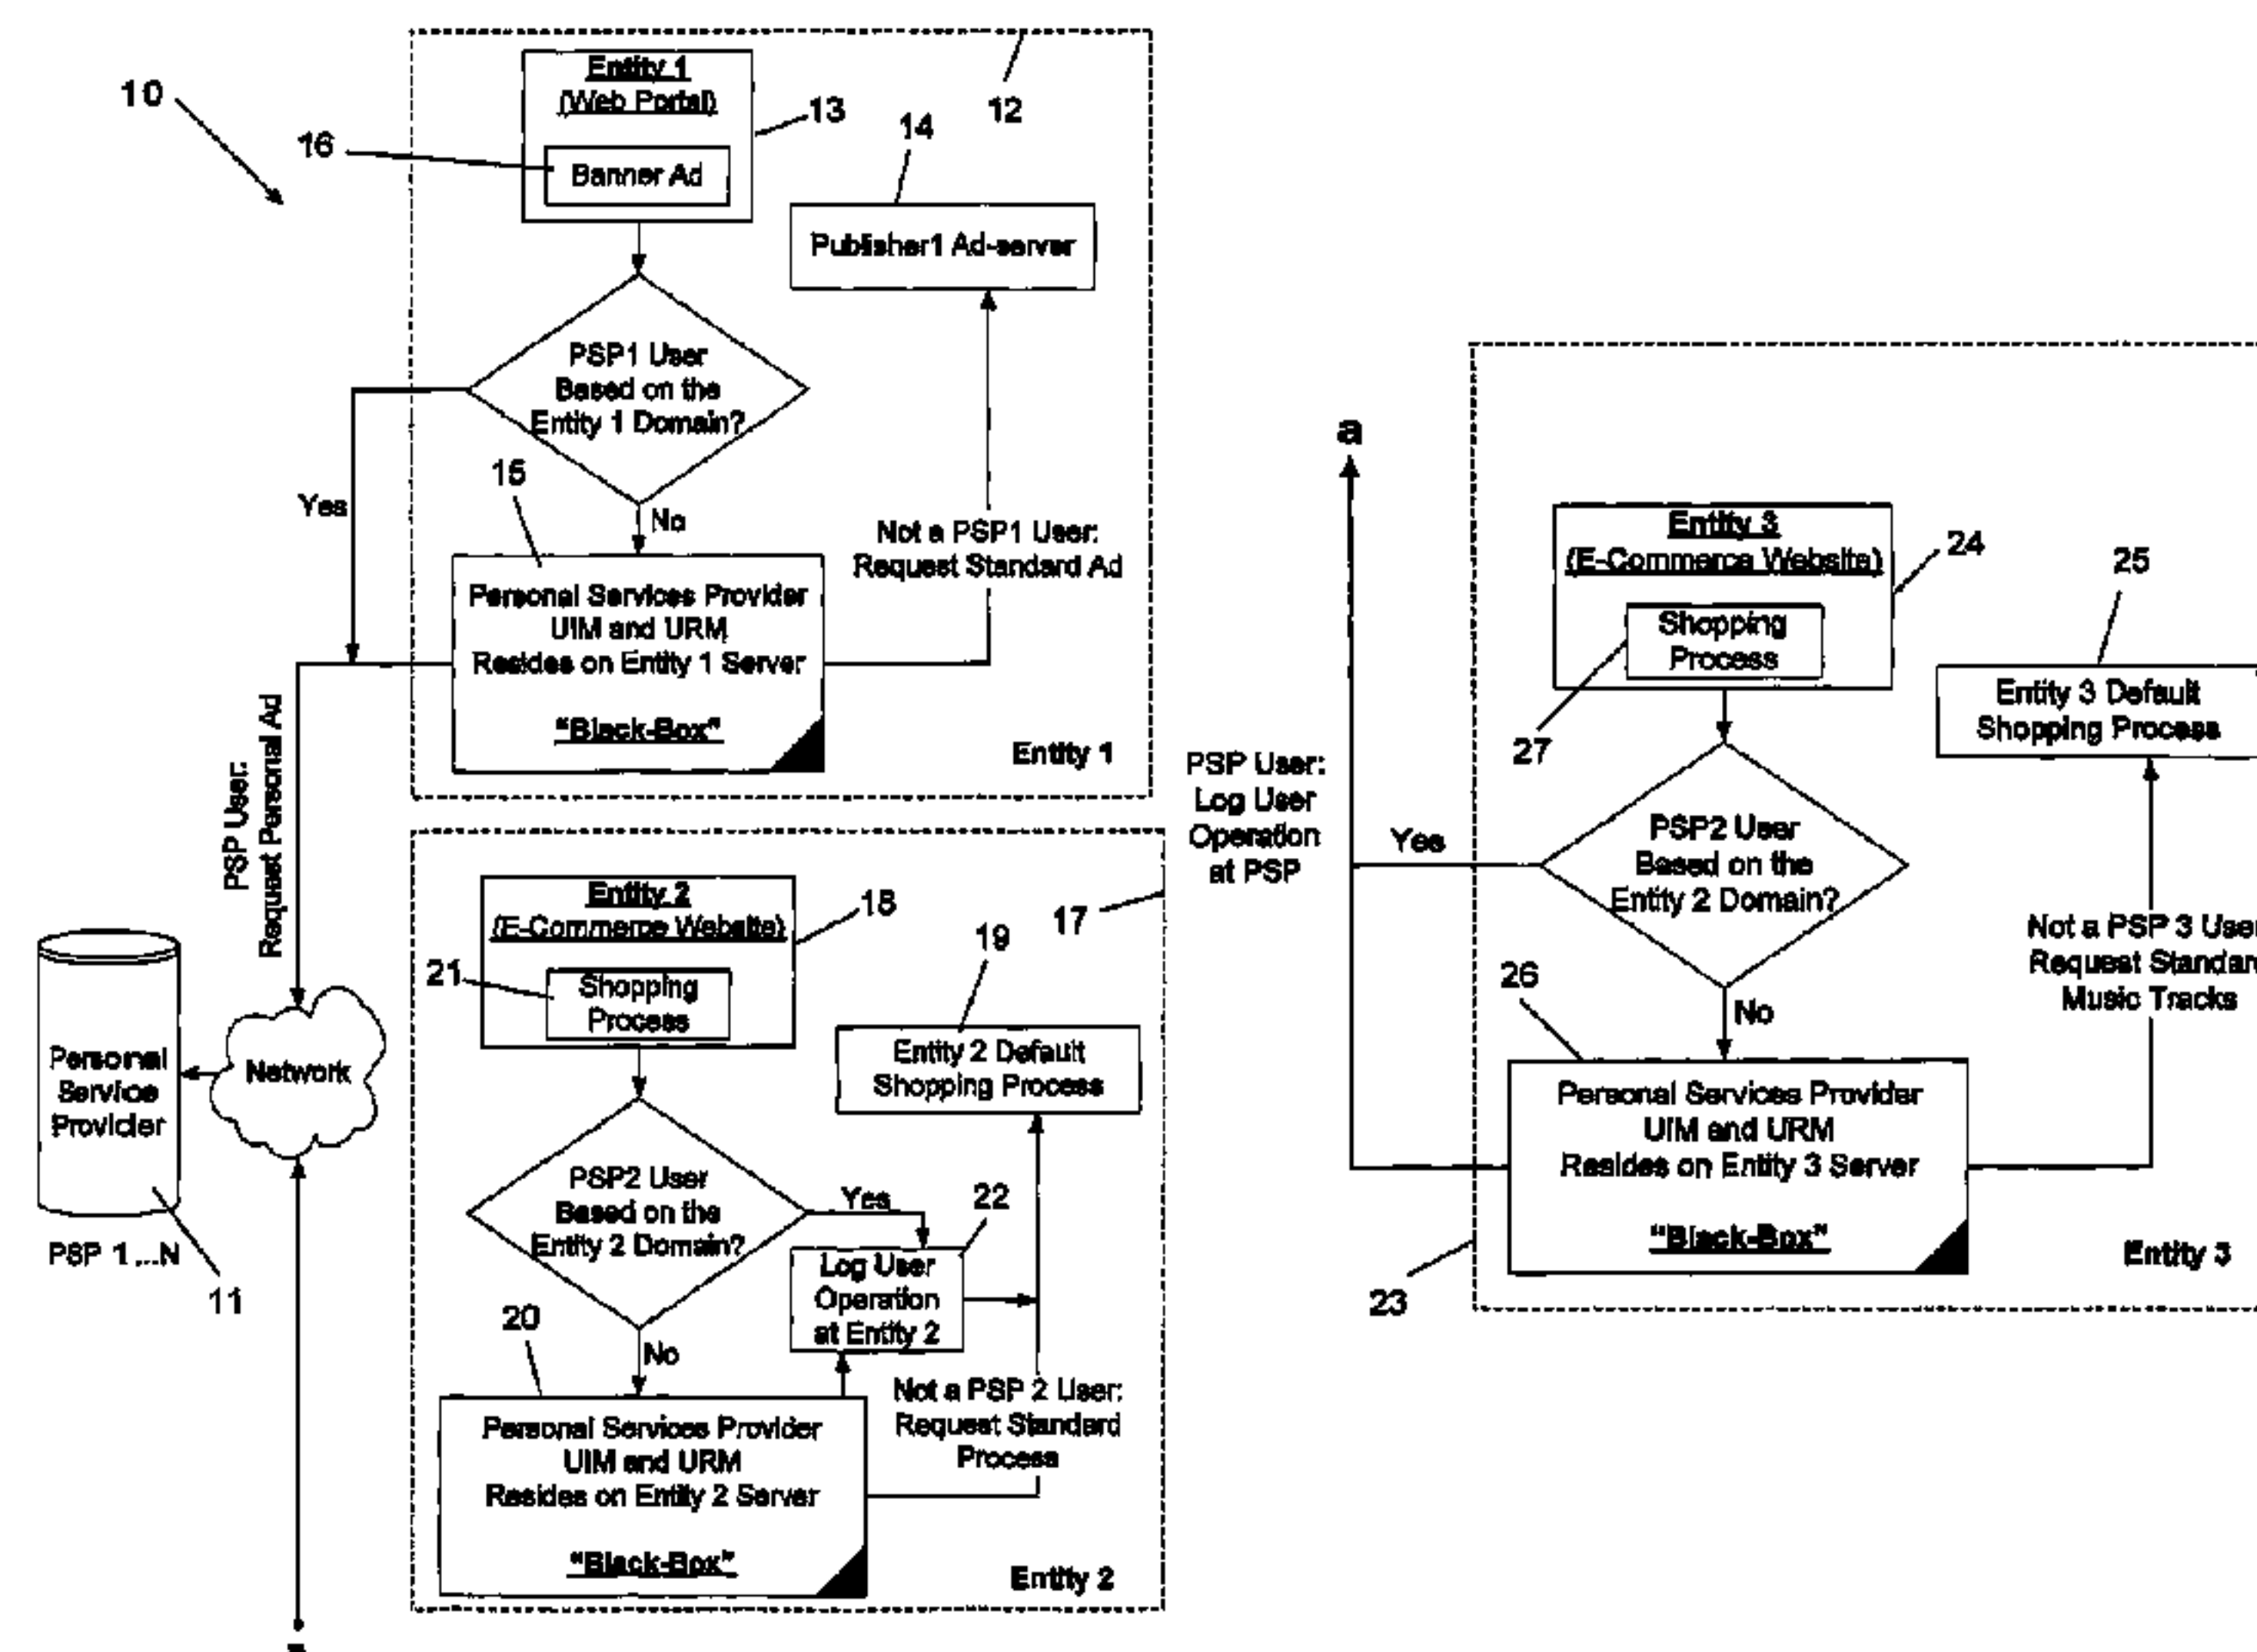 10
12
Entity 1
(Web Portal)
13
16
Banner Ad
14
Publisher1 Ad-server
PSP1 User
Based on the
Entity 1 Domain?
Yes
15
No
Not a PSP1 User:
Request Standard Ad
Personal Services Provider
UIM and URM
Resides on Entity 1 Server
"Black-Box"
Entity 1
PSP User:
Request Personal Ad
Personal
Service
Provider
Network
PSP 1...N
11
17
Entity 2
(E-Commerce Website)
18
21
Shopping
Process
19
Entity 2 Default
Shopping Process
PSP2 User
Based on the
Entity 2 Domain?
Yes
22
Log User
Operation
at Entity 2
20
No
Not a PSP 2 User:
Request Standard
Process
Personal Services Provider
UIM and URM
Resides on Entity 2 Server
"Black-Box"
Entity 2
a
PSP User:
Log User
Operation
at PSP
Entity 3
(E-Commerce Website)
24
Shopping
Process
27
25
Entity 3 Default
Shopping Process
PSP2 User
Based on the
Entity 2 Domain?
Yes
No
Not a PSP 3 User
Request Standar
Music Tracks
26
Personal Services Provider
UIM and URM
Resides on Entity 3 Server
"Black-Box"
Entity 3
23